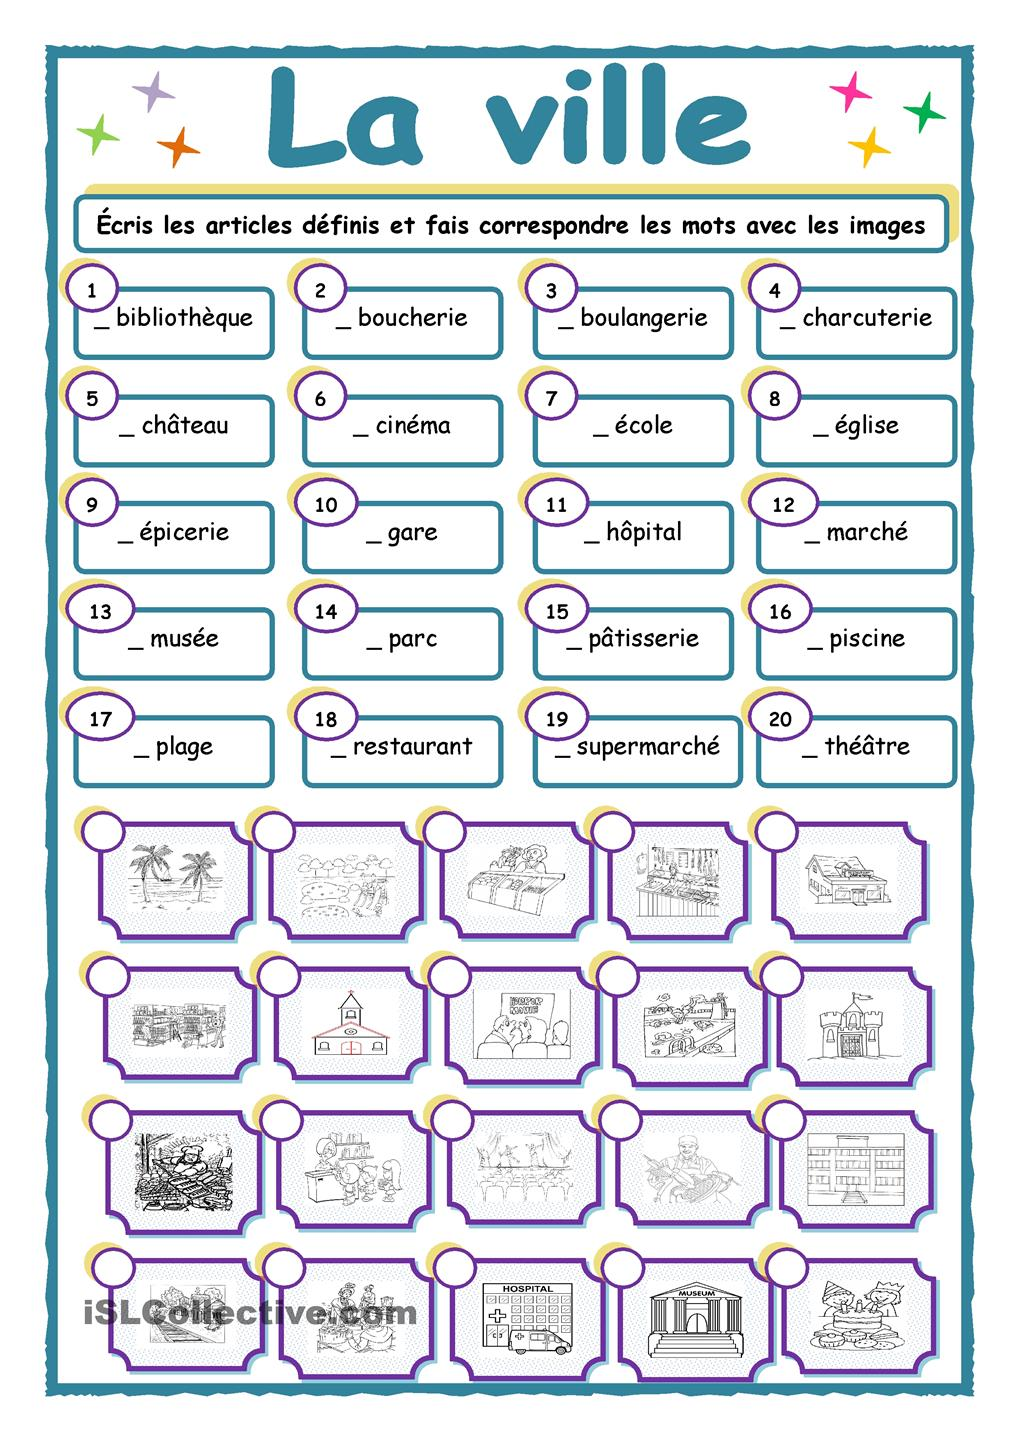 La ville
Écris les articles définis et fais correspondre les mots avec les images
1
_ bibliothèque
2
_ boucherie
3
_ boulangerie
4
_ charcuterie
5
_ château
6
_ cinéma
7
_ école
8
_ église
9
_ épicerie
10
_ gare
11
_ hôpital
12
_ marché
13
_ musée
14
_ parc
15
_ pâtisserie
16
_ piscine
17
_ plage
18
_ restaurant
19
_ supermarché
20
_ théâtre
HOSPITAL
MUSEUM
iSLCollective.com